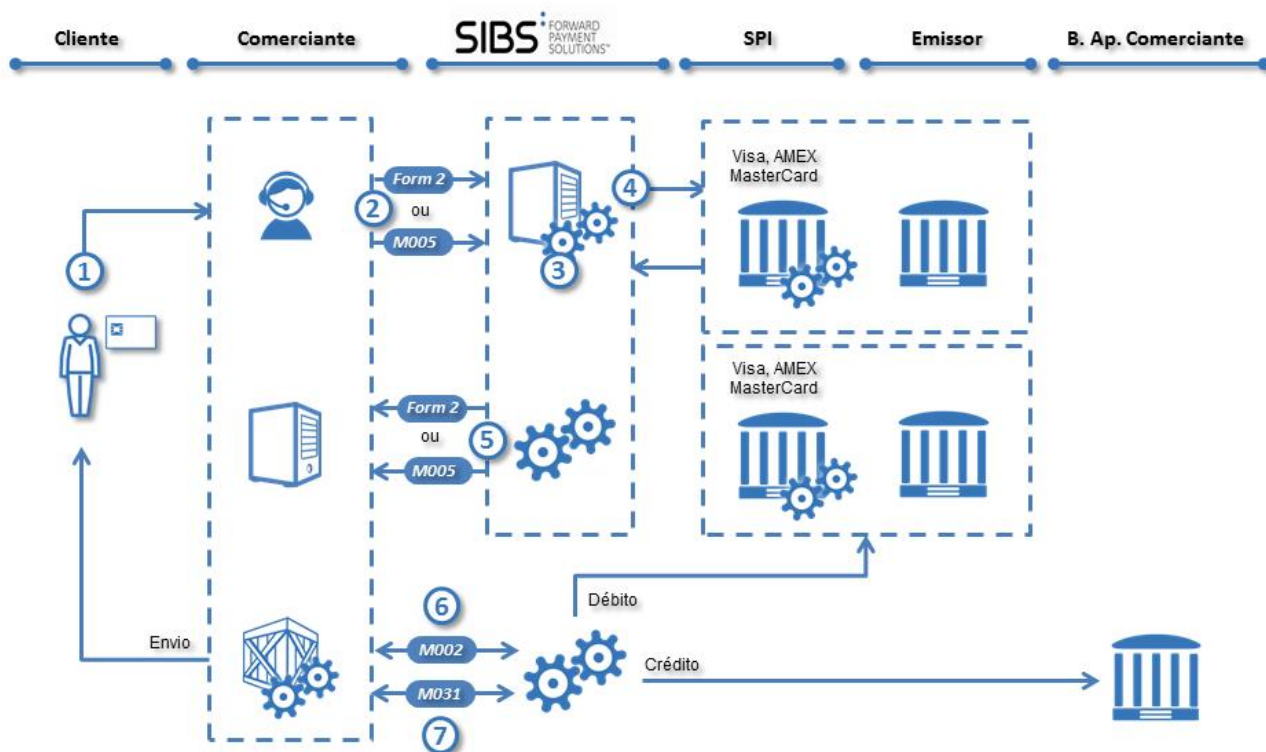 Cliente
Comerciante
SIBS FORWARD
PAYMENT
SOLUTIONS™
SPI
Emissor
B. Ap. Comerciante
Visa, AMEX
MasterCard
Form 2
4
2
ou
M005
1
3
Visa, AMEX
MasterCard
Form 2
ou
5
M005
6
Débito
Envio
M002
Crédito
M031
7